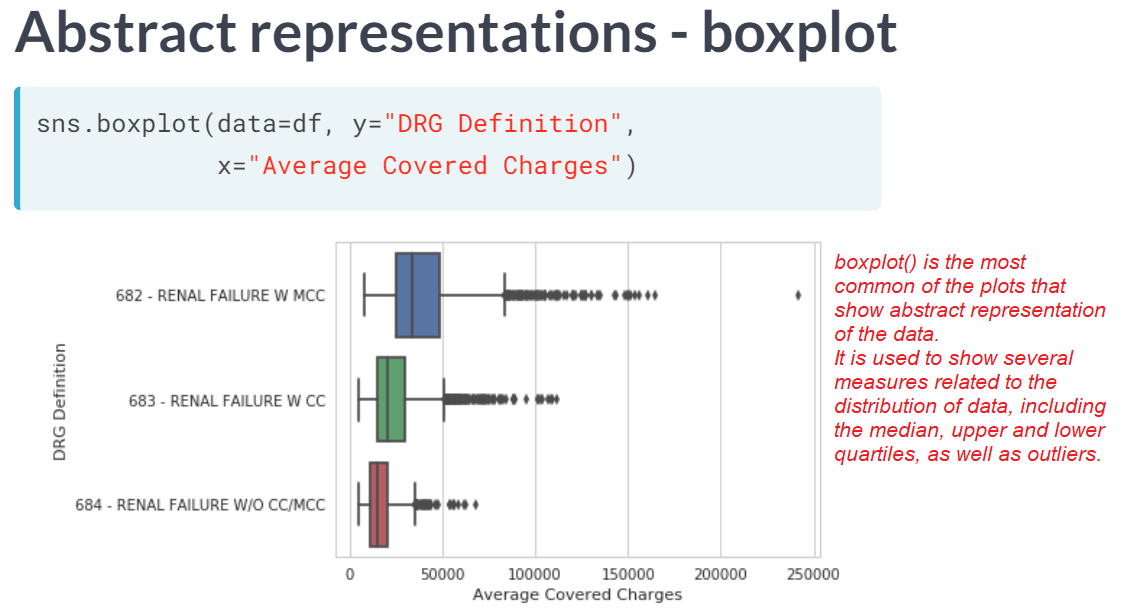 Abstract representations - boxplot
sns.boxplot(data=df, y="DRG Definition",
x="Average Covered Charges")
boxplot() is the most
common of the plots that
show abstract representation
of the data.
It is used to show several
measures related to the
distribution of data, including
the median, upper and lower
quartiles, as well as outliers.
DRG Definition
682 - RENAL FAILURE W MCC
683 - RENAL FAILURE W CC
684 - RENAL FAILURE W/O CC/MCC
0 50000 100000 150000 200000 250000
Average Covered Charges